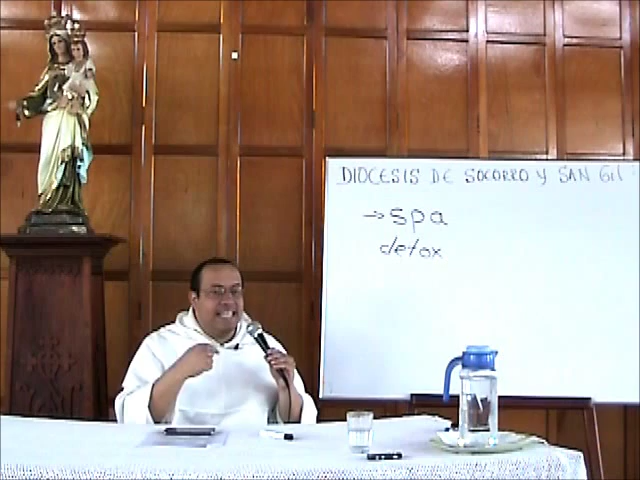 DIOCESIS DE SOCORRO Y SAN GIL
→ spa
detox